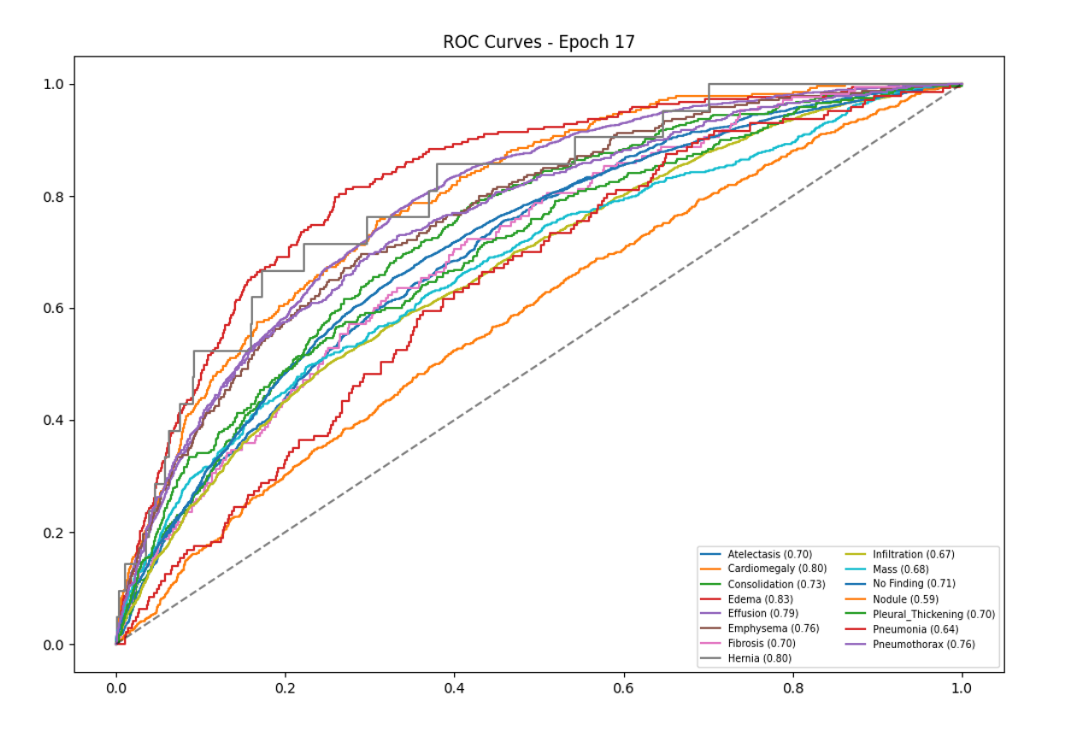 ROC Curves - Epoch 17
1.0
0.8
0.6
0.4
0.2
0.0
0.0 0.2 0.4 0.6 0.8 1.0
Atelectasis (0.70)
Cardiomegaly (0.80)
Consolidation (0.73)
Edema (0.83)
Effusion (0.79)
Emphysema (0.76)
Fibrosis (0.70)
Hernia (0.80)
Infiltration (0.67)
Mass (0.68)
No Finding (0.71)
Nodule (0.59)
Pleural_Thickening (0.70)
Pneumonia (0.64)
Pneumothorax (0.76)